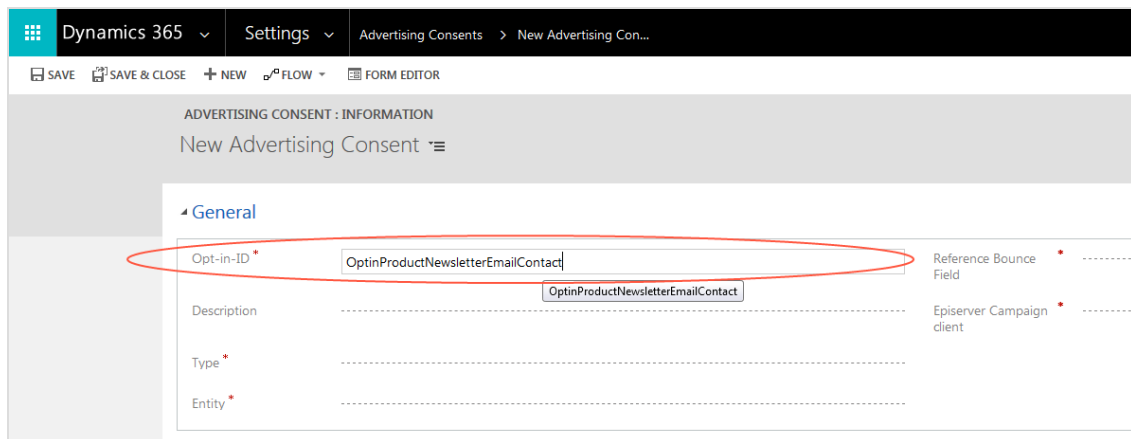 Dynamics 365 Settings Advertising Consents > New Advertising Con...
SAVE SAVE & CLOSE NEW FLOW FORM EDITOR
ADVERTISING CONSENT : INFORMATION
New Advertising Consent
General
Opt-in-ID * OptinProductNewsletterEmailContact
Reference Bounce *
Field
OptinProductNewsletterEmailContact
Description
Episerver Campaign *
client
Type *
Entity *